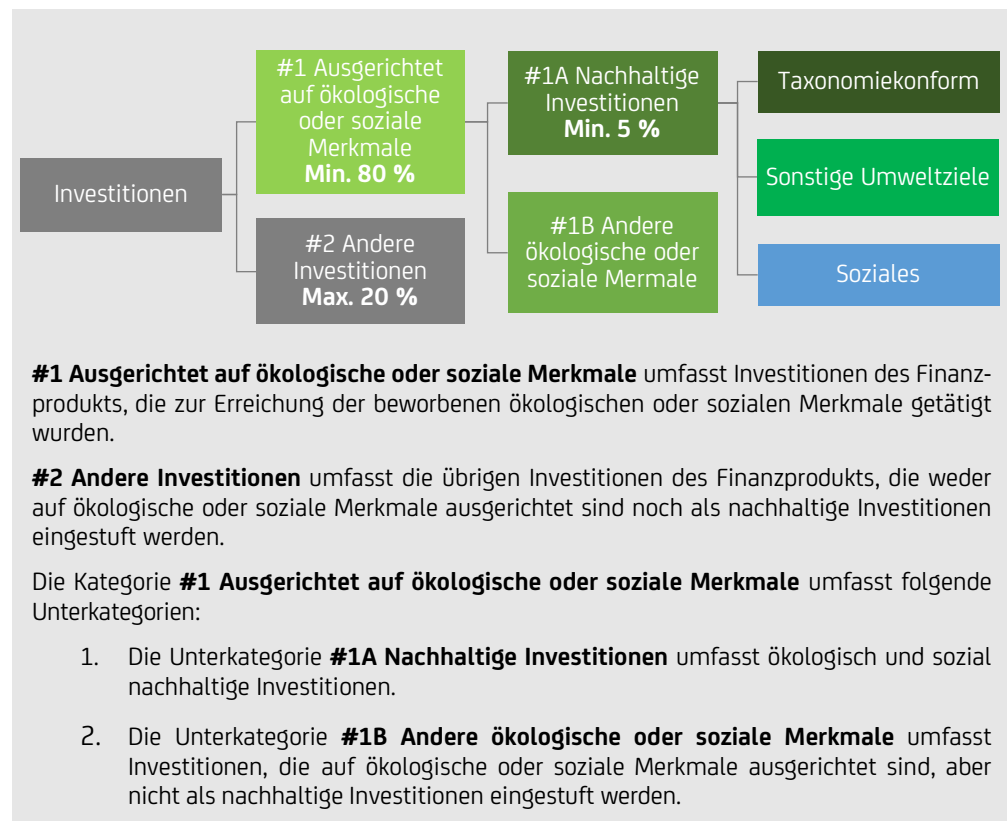 Investitionen
#1 Ausgerichtet
auf ökologische
oder soziale
Merkmale
Min. 80 %
#2 Andere
Investitionen
Max. 20 %
#1A Nachhaltige
Investitionen
Min. 5 %
#1B Andere
ökologische oder
soziale Mermale
Taxonomiekonform
Sonstige Umweltziele
Soziales
#1 Ausgerichtet auf ökologische oder soziale Merkmale umfasst Investitionen des Finanz-
produkts, die zur Erreichung der beworbenen ökologischen oder sozialen Merkmale getätigt
wurden.
#2 Andere Investitionen umfasst die übrigen Investitionen des Finanzprodukts, die weder
auf ökologische oder soziale Merkmale ausgerichtet sind noch als nachhaltige Investitionen
eingestuft werden.
Die Kategorie #1 Ausgerichtet auf ökologische oder soziale Merkmale umfasst folgende
Unterkategorien:
1. Die Unterkategorie #1A Nachhaltige Investitionen umfasst ökologisch und sozial
nachhaltige Investitionen.
2. Die Unterkategorie #1B Andere ökologische oder soziale Merkmale umfasst
Investitionen, die auf ökologische oder soziale Merkmale ausgerichtet sind, aber
nicht als nachhaltige Investitionen eingestuft werden.